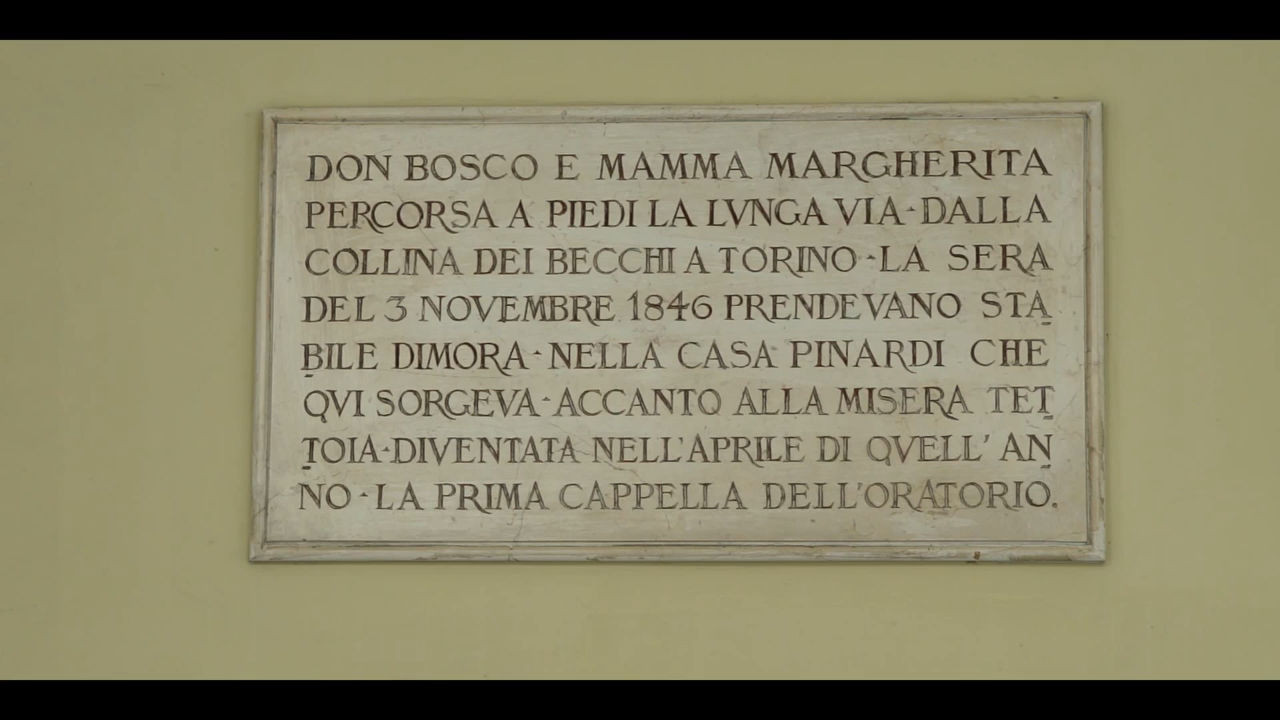 DON BOSCO E MAMMA MARGHERITA
PERCORSA A PIEDI LA LVNGA VIA·DALLA
COLLINA DEI BECCHI A TORINO·LA SERA
DEL 3 NOVEMBRE 1846 PRENDEVANO STA
BILE DIMORA·NELLA CASA PINARDI CHE
QVI SORGEVA·ACCANTO ALLA MISERA TET
TOIA·DIVENTATA NELL'APRILE DI QVELL' AN
NO·LA PRIMA CAPPELLA DELL'ORATORIO.